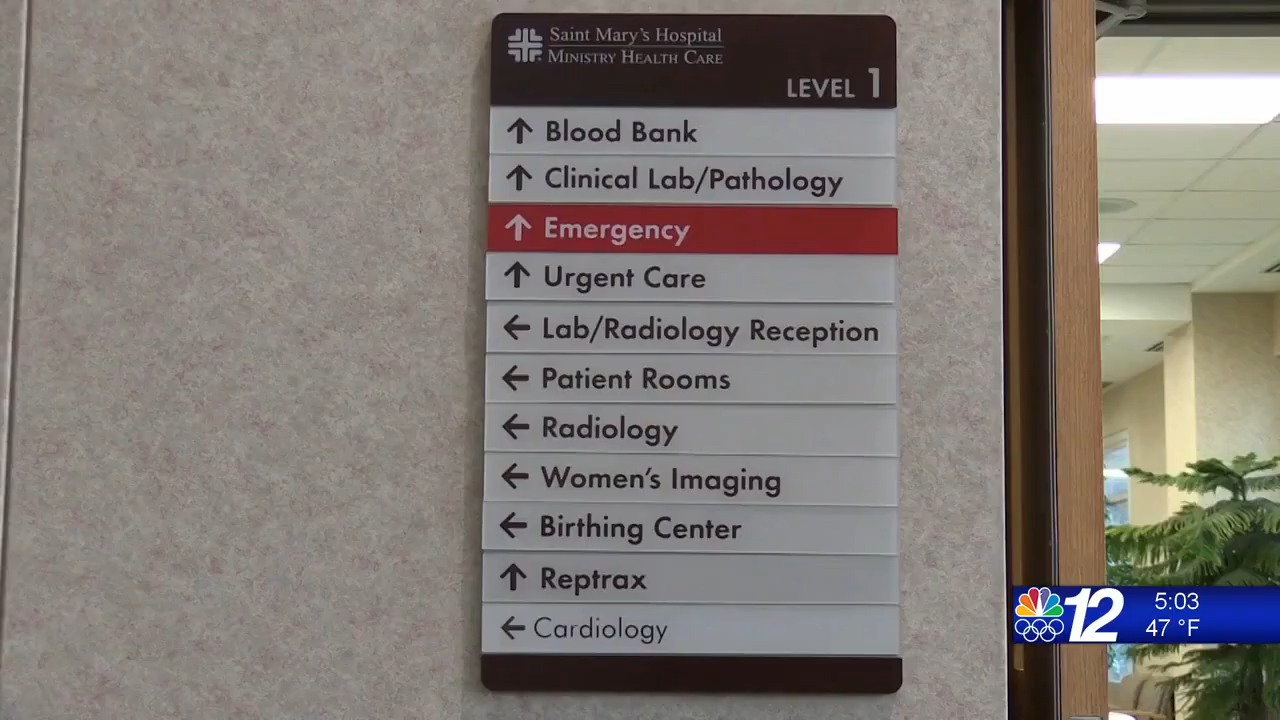 Saint Mary's Hospital
MINISTRY HEALTH CARE
LEVEL 1
↑ Blood Bank
↑ Clinical Lab/Pathology
↑ Emergency
↑ Urgent Care
← Lab/Radiology Reception
← Patient Rooms
← Radiology
← Women's Imaging
← Birthing Center
↑ Reptrax
← Cardiology
12
5:03
47 °F